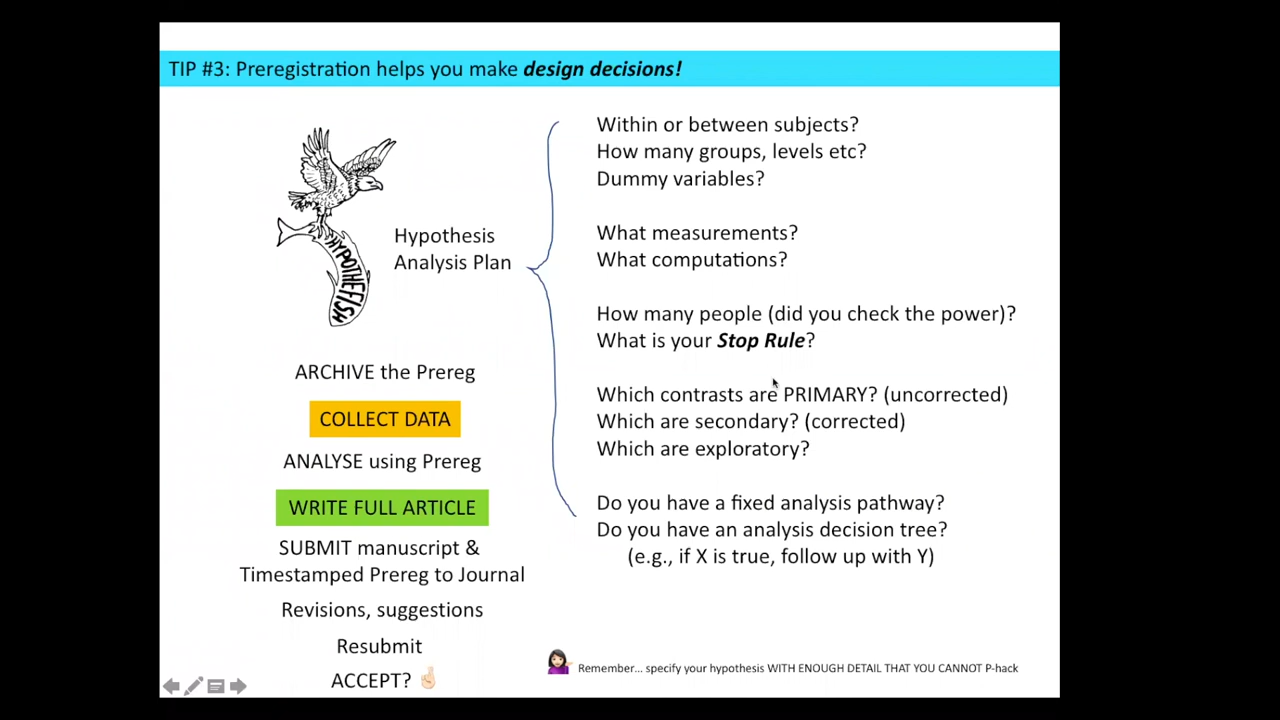 TIP #3: Preregistration helps you make design decisions!
HYPOTHEFISH
Hypothesis
Analysis Plan
ARCHIVE the Prereg
COLLECT DATA
ANALYSE using Prereg
WRITE FULL ARTICLE
SUBMIT manuscript &
Timestamped Prereg to Journal
Revisions, suggestions
Resubmit
ACCEPT? 🤞🏻
Within or between subjects?
How many groups, levels etc?
Dummy variables?
What measurements?
What computations?
How many people (did you check the power)?
What is your Stop Rule?
Which contrasts are PRIMARY? (uncorrected)
Which are secondary? (corrected)
Which are exploratory?
Do you have a fixed analysis pathway?
Do you have an analysis decision tree?
(e.g., if X is true, follow up with Y)
Remember... specify your hypothesis WITH ENOUGH DETAIL THAT YOU CANNOT P-hack